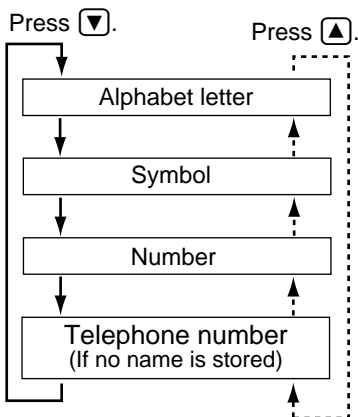 Press ▼.
Press ▲.
Alphabet letter
Symbol
Number
Telephone number
(If no name is stored)